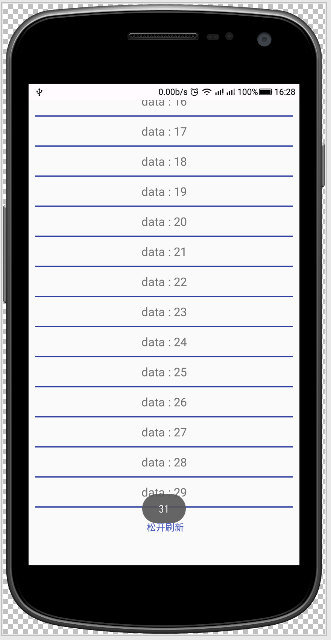 0.00b/s 100% 16:28
data : 16
data : 17
data : 18
data : 19
data : 20
data : 21
data : 22
data : 23
data : 24
data : 25
data : 26
data : 27
data : 28
data : 29
31
松开刷新